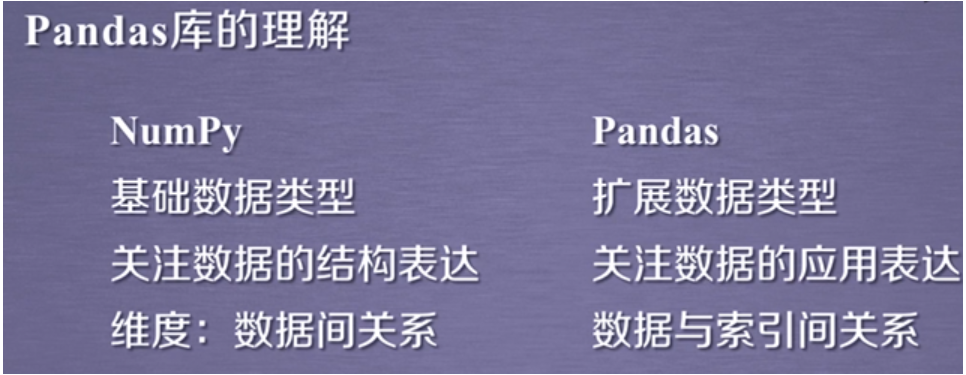 Pandas库的理解
NumPy
基础数据类型
关注数据的结构表达
维度：数据间关系
Pandas
扩展数据类型
关注数据的应用表达
数据与索引间关系